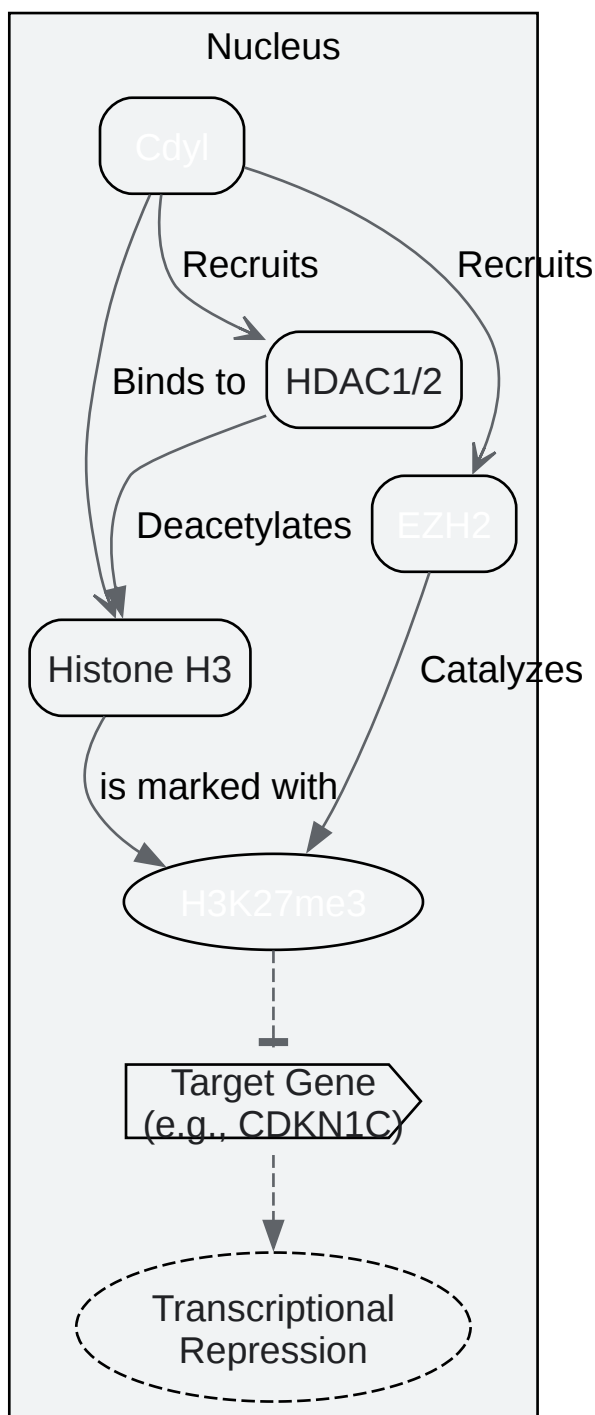 Nucleus
Cdyl
Recruits
Recruits
Binds to
HDAC1/2
Deacetylates
EZH2
Histone H3
Catalyzes
is marked with
H3K27me3
Target Gene
(e.g., CDKN1C)
Transcriptional
Repression